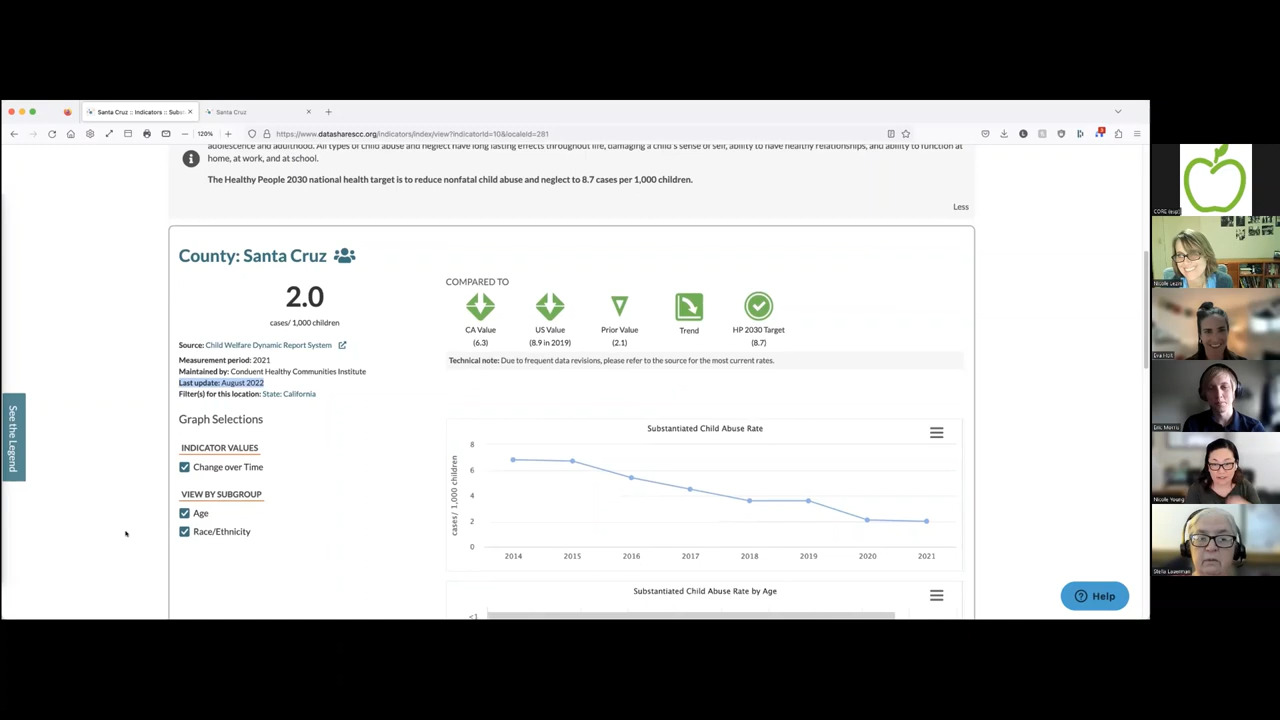 Santa Cruz :: Indicators :: Subst
Santa Cruz
https://www.datasharescc.org/indicators/index/view?indicatorId=10&localeId=281
120%
adolescence and adulthood. All types of child abuse and neglect have long lasting effects throughout life, damaging a child's sense of self, ability to have healthy relationships, and ability to function at
home, at work, and at school.
The Healthy People 2030 national health target is to reduce nonfatal child abuse and neglect to 8.7 cases per 1,000 children.
Less
County: Santa Cruz
2.0
cases/ 1,000 children
Source: Child Welfare Dynamic Report System
Measurement period: 2021
Maintained by: Conduent Healthy Communities Institute
Last update: August 2022
Filter(s) for this location: State: California
COMPARED TO
CA Value
(6.3)
US Value
(8.9 in 2019)
Prior Value
(2.1)
Trend
HP 2030 Target
(8.7)
Technical note: Due to frequent data revisions, please refer to the source for the most current rates.
Graph Selections
INDICATOR VALUES
Change over Time
VIEW BY SUBGROUP
Age
Race/Ethnicity
Substantiated Child Abuse Rate
cases/ 1,000 children
8
6
4
2
0
2014 2015 2016 2017 2018 2019 2020 2021
Substantiated Child Abuse Rate by Age
<1
See the Legend
Help
Eva Holt
Nicole Young